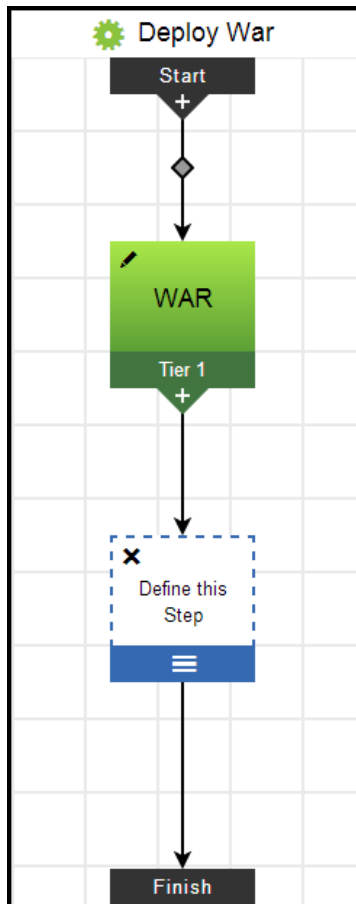 Deploy War
Start
WAR
Tier 1
Define this
Step
Finish